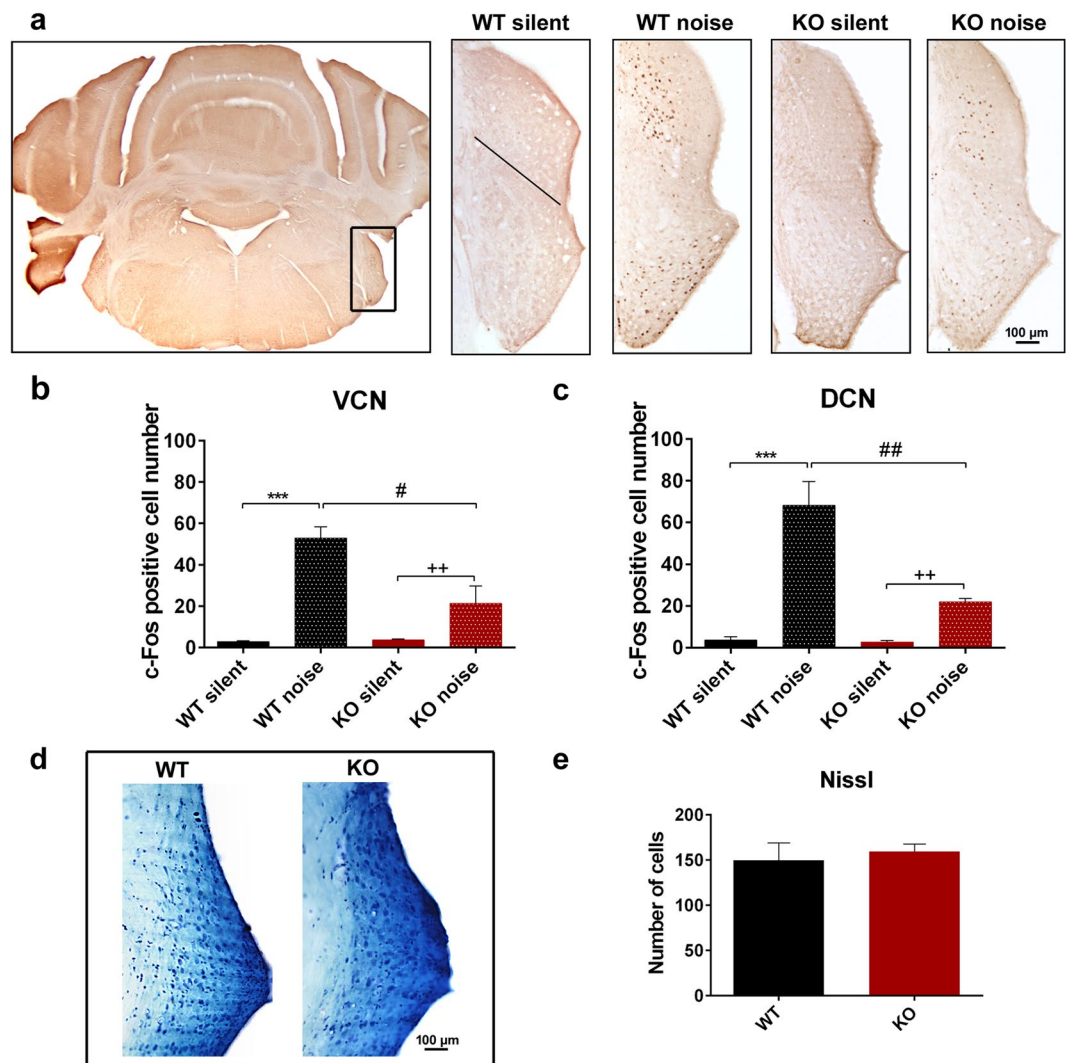 a
WT silent
WT noise
KO silent
KO noise
100 µm
b
VCN
c-Fos positive cell number
100
80
60
40
20
0
***
#
++
WT silent
WT noise
KO silent
KO noise
c
DCN
c-Fos positive cell number
100
80
60
40
20
0
***
##
++
WT silent
WT noise
KO silent
KO noise
d
WT
KO
100 µm
e
Nissl
Number of cells
200
150
100
50
0
WT
KO